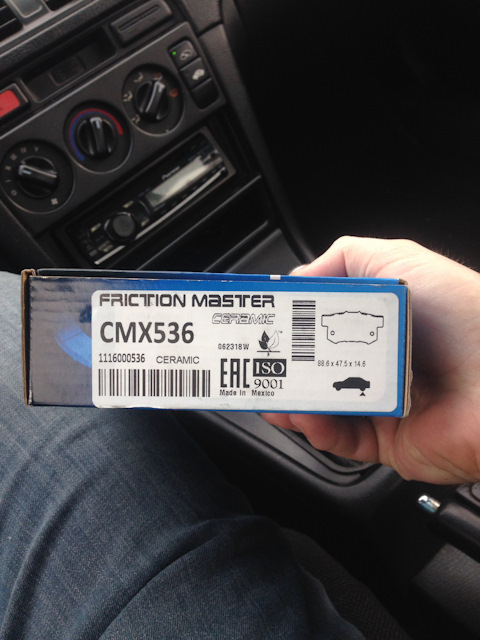 FRICTION MASTER
CERAMIC
CMX536
062318W
1116000536 CERAMIC
88.6 x 47.5 x 14.6
EAC ISO
9001
Made in Mexico